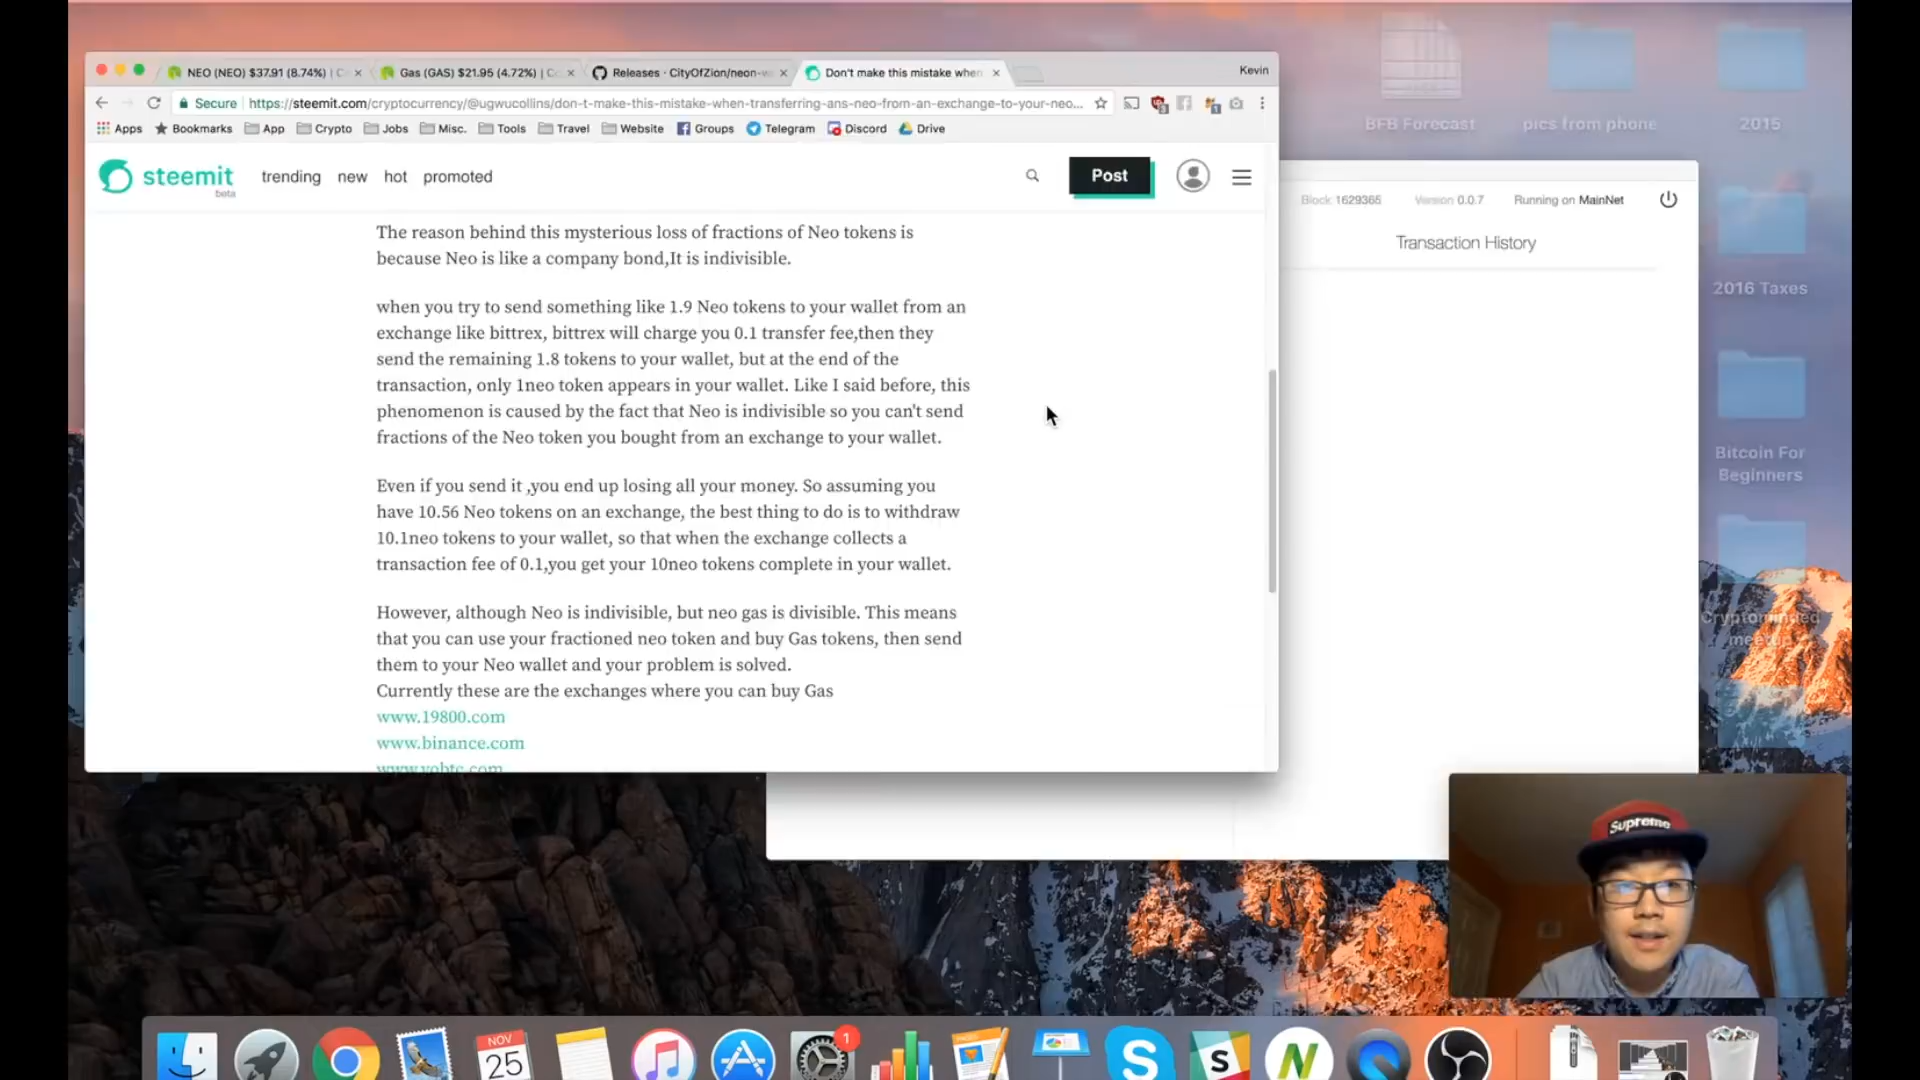 NEO (NEO) $37.91 (8.74%) | C
Gas (GAS) $21.95 (4.72%) | C
Releases · CityOfZion/neon-w
Don't make this mistake when
Kevin
Secure
https://steemit.com/cryptocurrency/@ugwucollins/don-t-make-this-mistake-when-transferring-ans-neo-from-an-exchange-to-your-neo...
Apps Bookmarks App Crypto Jobs Misc. Tools Travel Website Groups Telegram Discord Drive
steemit
beta
trending new hot promoted
Post
The reason behind this mysterious loss of fractions of Neo tokens is
because Neo is like a company bond,It is indivisible.
when you try to send something like 1.9 Neo tokens to your wallet from an
exchange like bittrex, bittrex will charge you 0.1 transfer fee,then they
send the remaining 1.8 tokens to your wallet, but at the end of the
transaction, only 1neo token appears in your wallet. Like I said before, this
phenomenon is caused by the fact that Neo is indivisible so you can't send
fractions of the Neo token you bought from an exchange to your wallet.
Even if you send it ,you end up losing all your money. So assuming you
have 10.56 Neo tokens on an exchange, the best thing to do is to withdraw
10.1neo tokens to your wallet, so that when the exchange collects a
transaction fee of 0.1,you get your 10neo tokens complete in your wallet.
However, although Neo is indivisible, but neo gas is divisible. This means
that you can use your fractioned neo token and buy Gas tokens, then send
them to your Neo wallet and your problem is solved.
Currently these are the exchanges where you can buy Gas
www.19800.com
www.binance.com
Block: 1629365
Version 0.0.7
Running on MainNet
Transaction History
BFB Forecast
pics from phone
2015
2016 Taxes
Bitcoin For
Beginners
Cryptominded
Supreme
NOV
25
1